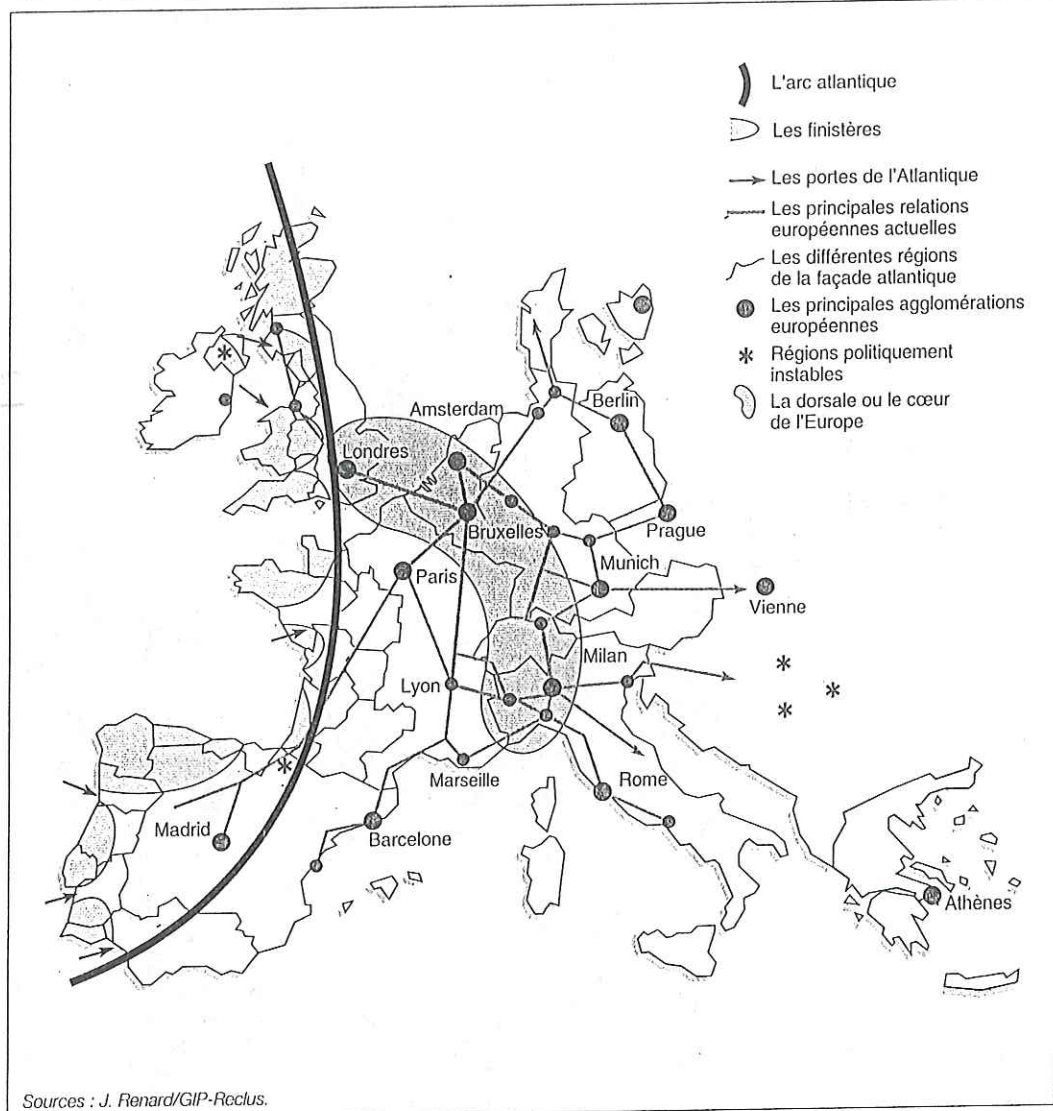 L'arc atlantique
Les finistères
Les portes de l'Atlantique
Les principales relations
européennes actuelles
Les différentes régions
de la façade atlantique
Les principales agglomérations
européennes
Régions politiquement
instables
La dorsale ou le cœur
de l'Europe
Amsterdam
Berlin
Londres
Bruxelles
Prague
Paris
Munich
Vienne
Milan
Lyon
Marseille
Rome
Madrid
Barcelone
Athènes
Sources : J. Renard/GIP-Reclus.